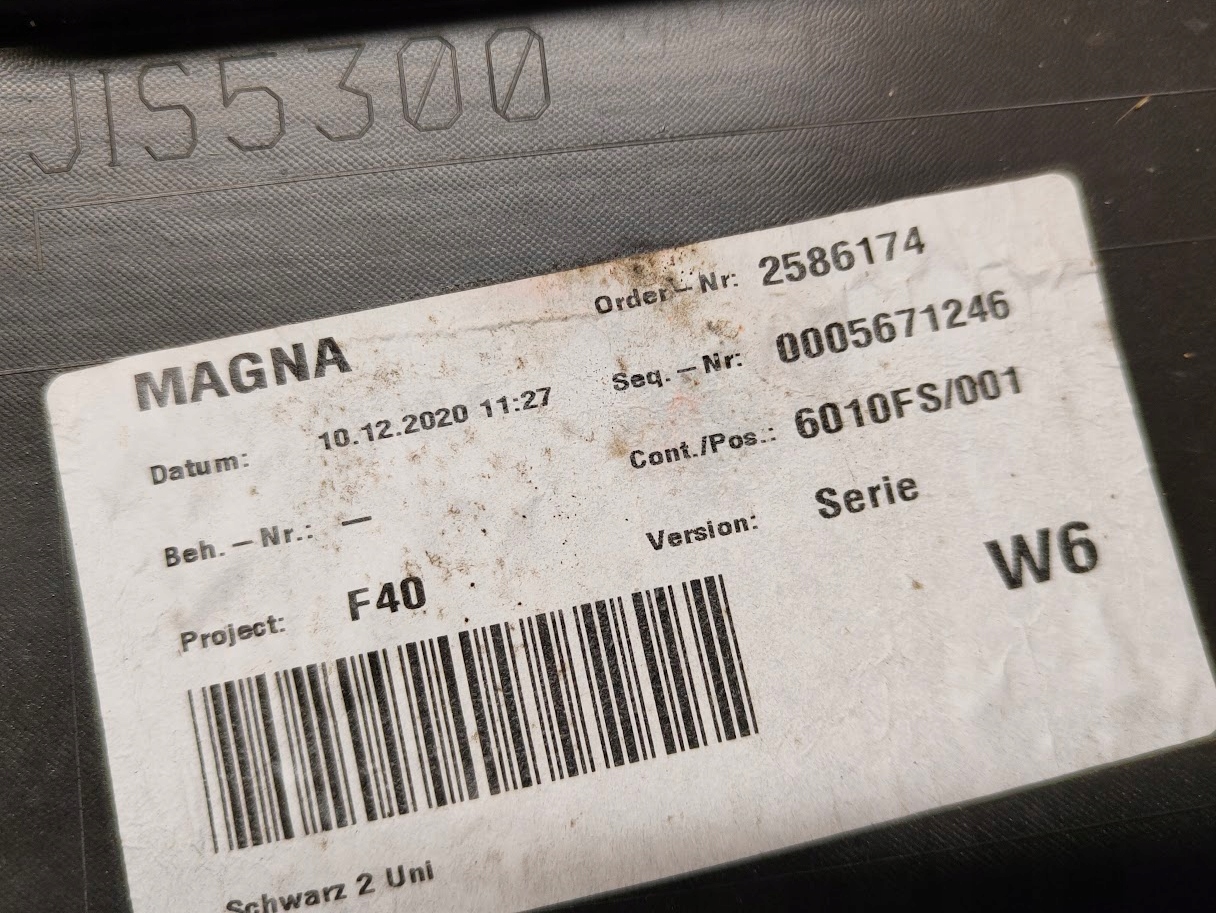 JIS5300
MAGNA
Order-Nr: 2586174
Datum: 10.12.2020 11:27
Seq.-Nr: 0005671246
Beh.-Nr.: –
Cont./Pos.: 6010FS/001
Project: F40
Version: Serie
W6
Schwarz 2 Uni